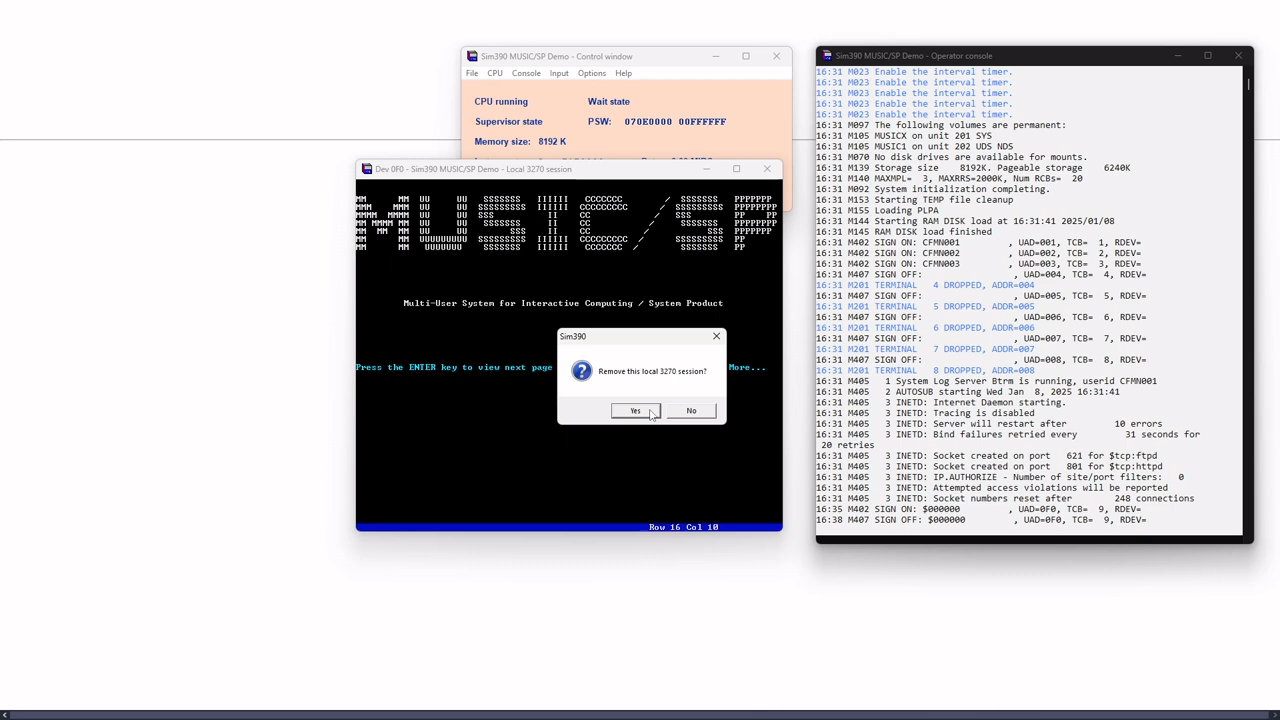 Sim390 MUSIC/SP Demo - Control window
File CPU Console Input Options Help
CPU running Wait state
Supervisor state PSW: 070E0000 00FFFFFF
Memory size: 8192 K
Dev 0F0 - Sim390 MUSIC/SP Demo - Local 3270 session
MUSIC/SP
Multi-User System for Interactive Computing / System Product
Press the ENTER key to view next page More...
Row 16 Col 10
Sim390
Remove this local 3270 session?
Yes No
Sim390 MUSIC/SP Demo - Operator console
16:31 M023 Enable the interval timer.
16:31 M023 Enable the interval timer.
16:31 M023 Enable the interval timer.
16:31 M023 Enable the interval timer.
16:31 M023 Enable the interval timer.
16:31 M097 The following volumes are permanent:
16:31 M105 MUSICX on unit 201 SYS
16:31 M105 MUSIC1 on unit 202 UDS NDS
16:31 M070 No disk drives are available for mounts.
16:31 M139 Storage size 8192K. Pageable storage 6240K
16:31 M140 MAXMPL= 3, MAXRRS=2000K, Num RCBs= 20
16:31 M092 System initialization completing.
16:31 M153 Starting TEMP file cleanup
16:31 M155 Loading PLPA
16:31 M144 Starting RAM DISK load at 16:31:41 2025/01/08
16:31 M145 RAM DISK load finished
16:31 M402 SIGN ON: CFMN001 , UAD=001, TCB= 1, RDEV=
16:31 M402 SIGN ON: CFMN002 , UAD=002, TCB= 2, RDEV=
16:31 M402 SIGN ON: CFMN003 , UAD=003, TCB= 3, RDEV=
16:31 M407 SIGN OFF: , UAD=004, TCB= 4, RDEV=
16:31 M201 TERMINAL 4 DROPPED, ADDR=004
16:31 M407 SIGN OFF: , UAD=005, TCB= 5, RDEV=
16:31 M201 TERMINAL 5 DROPPED, ADDR=005
16:31 M407 SIGN OFF: , UAD=006, TCB= 6, RDEV=
16:31 M201 TERMINAL 6 DROPPED, ADDR=006
16:31 M407 SIGN OFF: , UAD=007, TCB= 7, RDEV=
16:31 M201 TERMINAL 7 DROPPED, ADDR=007
16:31 M407 SIGN OFF: , UAD=008, TCB= 8, RDEV=
16:31 M201 TERMINAL 8 DROPPED, ADDR=008
16:31 M405 1 System Log Server Btrm is running, userid CFMN001
16:31 M405 2 AUTOSUB starting Wed Jan 8, 2025 16:31:41
16:31 M405 3 INETD: Internet Daemon starting.
16:31 M405 3 INETD: Tracing is disabled
16:31 M405 3 INETD: Server will restart after 10 errors
16:31 M405 3 INETD: Bind failures retried every 31 seconds for
20 retries
16:31 M405 3 INETD: Socket created on port 621 for $tcp:ftpd
16:31 M405 3 INETD: Socket created on port 801 for $tcp:httpd
16:31 M405 3 INETD: IP.AUTHORIZE - Number of site/port filters: 0
16:31 M405 3 INETD: Attempted access violations will be reported
16:31 M405 3 INETD: Socket numbers reset after 248 connections
16:35 M402 SIGN ON: $000000 , UAD=0F0, TCB= 9, RDEV=
16:38 M407 SIGN OFF: $000000 , UAD=0F0, TCB= 9, RDEV=